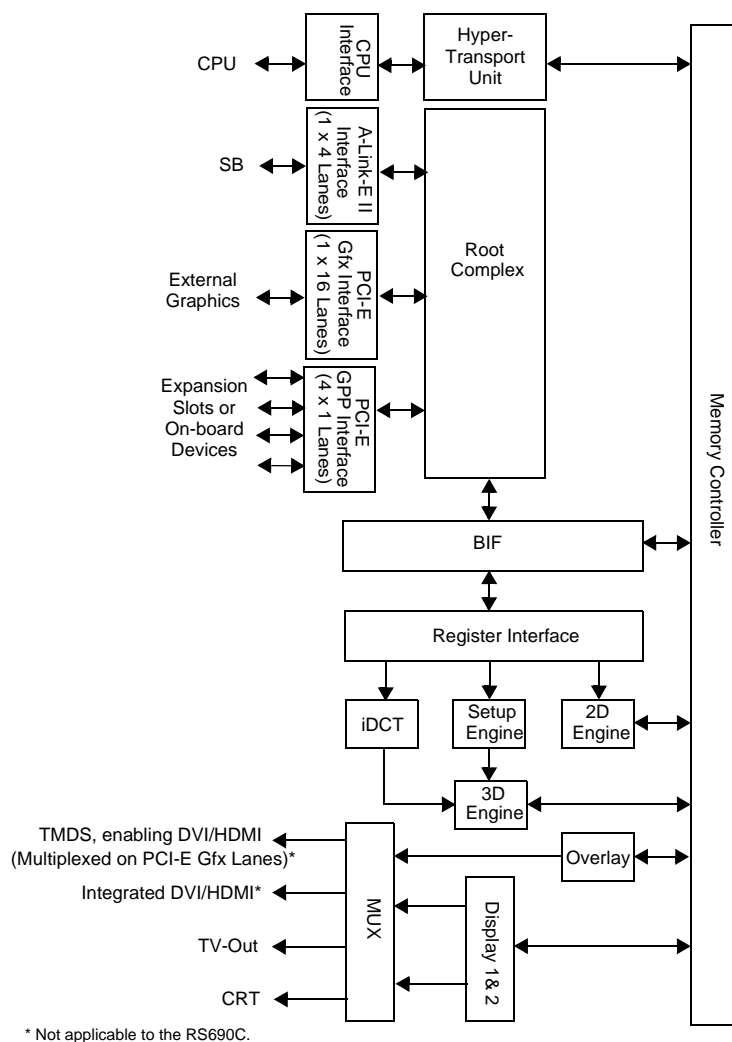 CPU
CPU
Interface
Hyper-
Transport
Unit
SB
A-Link-E II
Interface
(1 x 4 Lanes)
Root
Complex
External
Graphics
PCI-E
Gfx Interface
(1 x 16 Lanes)
Expansion
Slots or
On-board
Devices
PCI-E
GPP Interface
(4 x 1 Lanes)
Memory Controller
BIF
Register Interface
iDCT
Setup
Engine
2D
Engine
3D
Engine
TMDS, enabling DVI/HDMI
(Multiplexed on PCI-E Gfx Lanes)*
Overlay
Integrated DVI/HDMI*
MUX
Display 1& 2
TV-Out
CRT
* Not applicable to the RS690C.